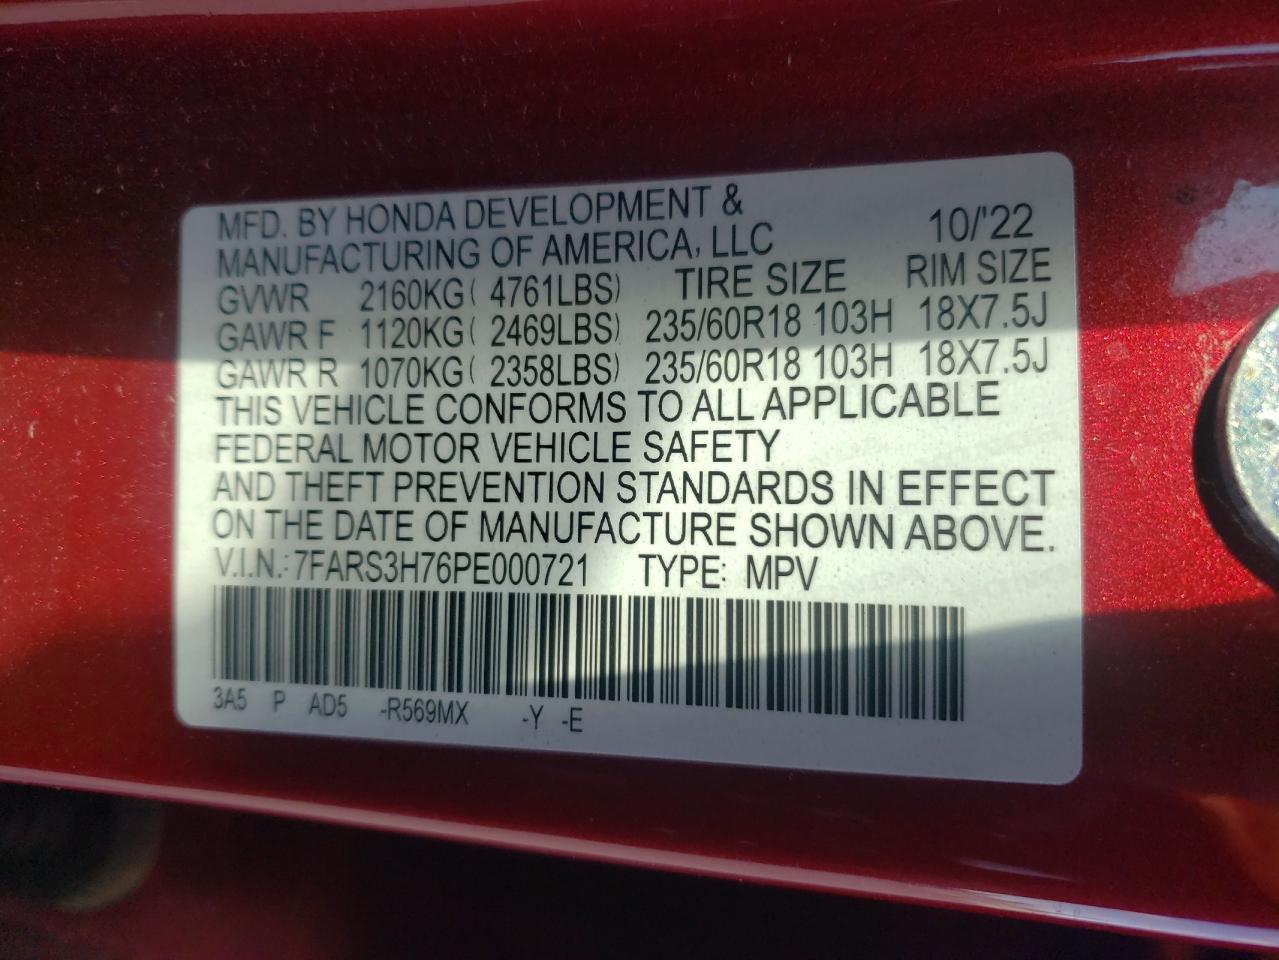 MFD. BY HONDA DEVELOPMENT &
MANUFACTURING OF AMERICA, LLC 10/'22
GVWR 2160KG( 4761LBS) TIRE SIZE RIM SIZE
GAWR F 1120KG( 2469LBS) 235/60R18 103H 18X7.5J
GAWR R 1070KG( 2358LBS) 235/60R18 103H 18X7.5J
THIS VEHICLE CONFORMS TO ALL APPLICABLE
FEDERAL MOTOR VEHICLE SAFETY
AND THEFT PREVENTION STANDARDS IN EFFECT
ON THE DATE OF MANUFACTURE SHOWN ABOVE.
V.I.N.: 7FARS3H76PE000721 TYPE: MPV
3A5 P AD5 -R569MX -Y -E